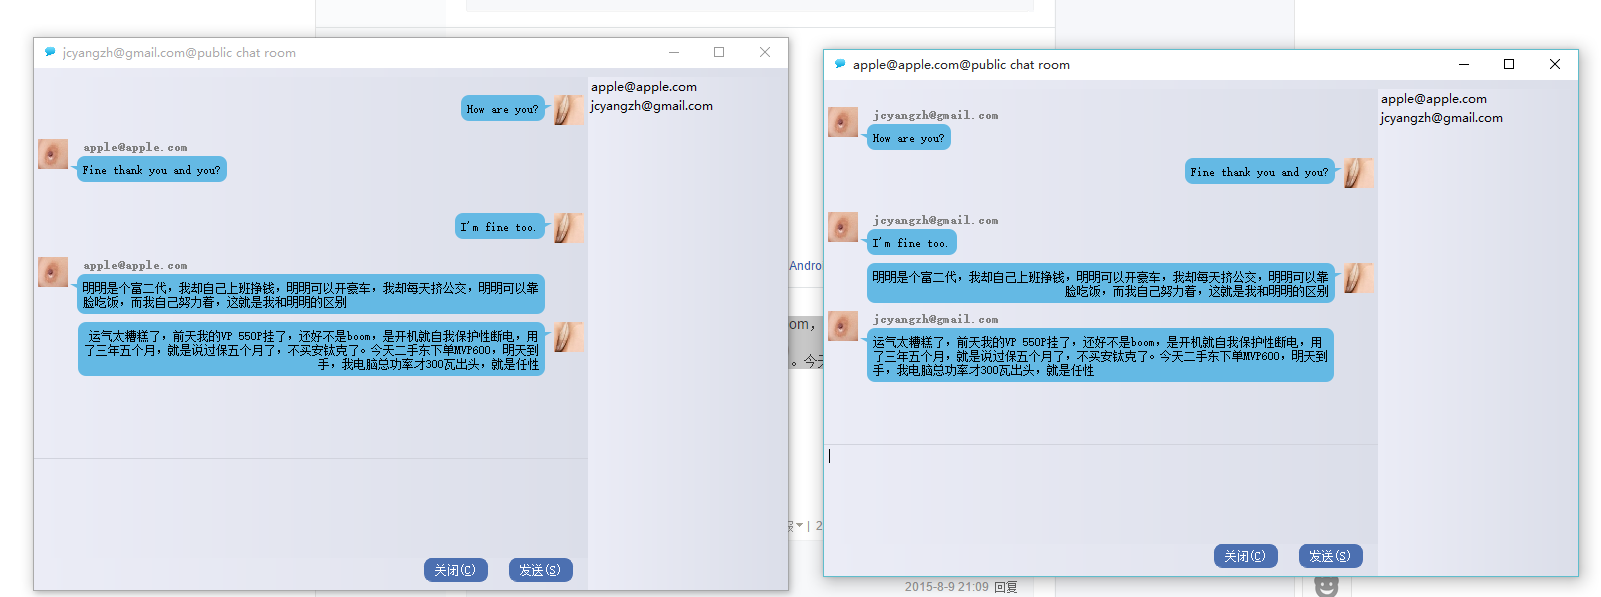 jcyangzh@gmail.com@public chat room
How are you?
apple@apple.com
Fine thank you and you?
I'm fine too.
apple@apple.com
明明是个富二代，我却自己上班挣钱，明明可以开豪车，我却每天挤公交，明明可以靠
脸吃饭，而我自己努力着，这就是我和明明的区别
运气太糟糕了，前天我的VP 550P挂了，还好不是boom，是开机就自我保护性断电，用
了三年五个月，就是说过保五个月了，不买安钛克了。今天二手东下单MVP600，明天到
手，我电脑总功率才300瓦出头，就是任性
关闭(C)
发送(S)
apple@apple.com
jcyangzh@gmail.com
Andro
om，
。今天
报
2
apple@apple.com@public chat room
jcyangzh@gmail.com
How are you?
Fine thank you and you?
jcyangzh@gmail.com
I'm fine too.
明明是个富二代，我却自己上班挣钱，明明可以开豪车，我却每天挤公交，明明可以靠
脸吃饭，而我自己努力着，这就是我和明明的区别
jcyangzh@gmail.com
运气太糟糕了，前天我的VP 550P挂了，还好不是boom，是开机就自我保护性断电，用
了三年五个月，就是说过保五个月了，不买安钛克了。今天二手东下单MVP600，明天到
手，我电脑总功率才300瓦出头，就是任性
关闭(C)
发送(S)
apple@apple.com
jcyangzh@gmail.com
2015-8-9 21:09 回复